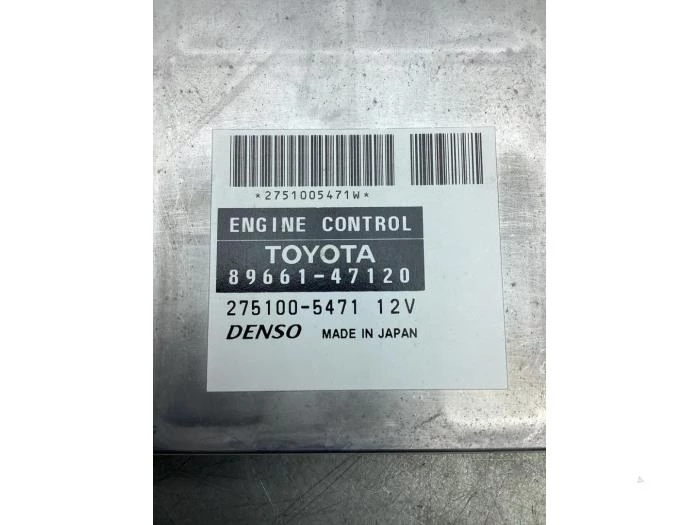 *2751005471W*
ENGINE CONTROL
TOYOTA
89661-47120
275100-5471 12V
DENSO MADE IN JAPAN